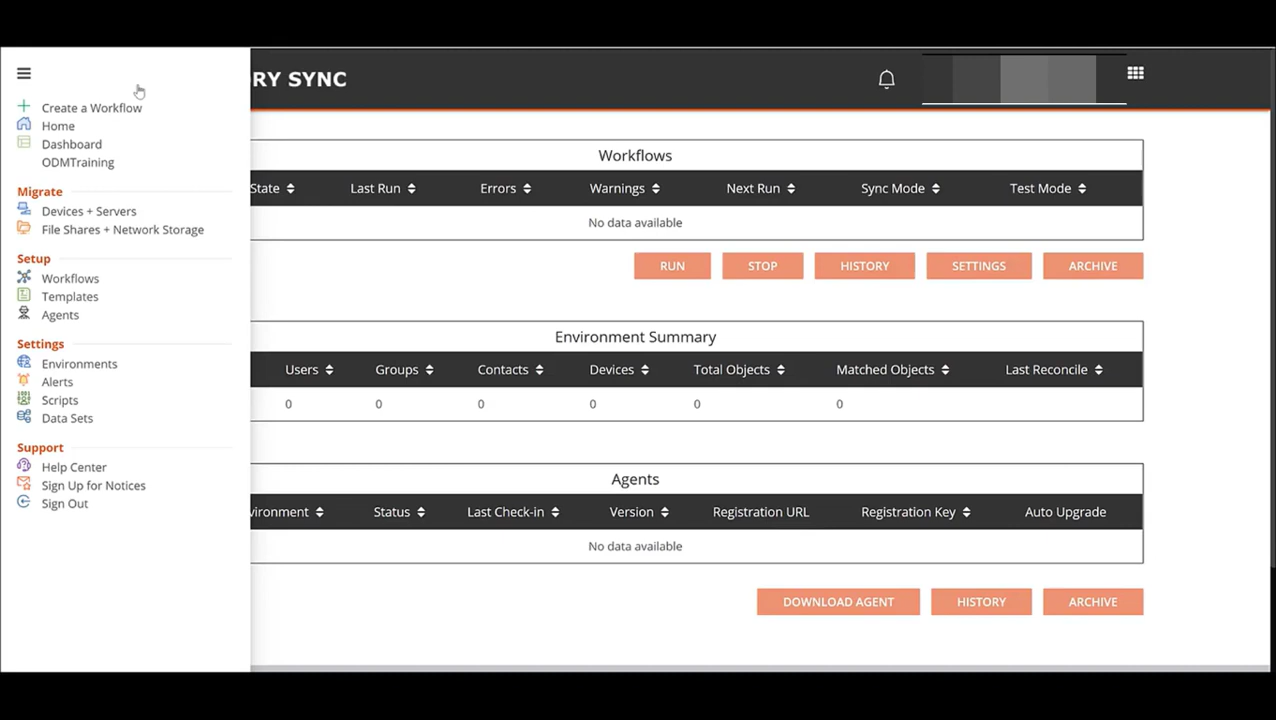 RY SYNC
Create a Workflow
Home
Dashboard
ODMTraining
Migrate
Devices + Servers
File Shares + Network Storage
Setup
Workflows
Templates
Agents
Settings
Environments
Alerts
Scripts
Data Sets
Support
Help Center
Sign Up for Notices
Sign Out
Workflows
State Last Run Errors Warnings Next Run Sync Mode Test Mode
No data available
RUN STOP HISTORY SETTINGS ARCHIVE
Environment Summary
Users Groups Contacts Devices Total Objects Matched Objects Last Reconcile
0 0 0 0 0 0
Agents
vironment Status Last Check-in Version Registration URL Registration Key Auto Upgrade
No data available
DOWNLOAD AGENT HISTORY ARCHIVE